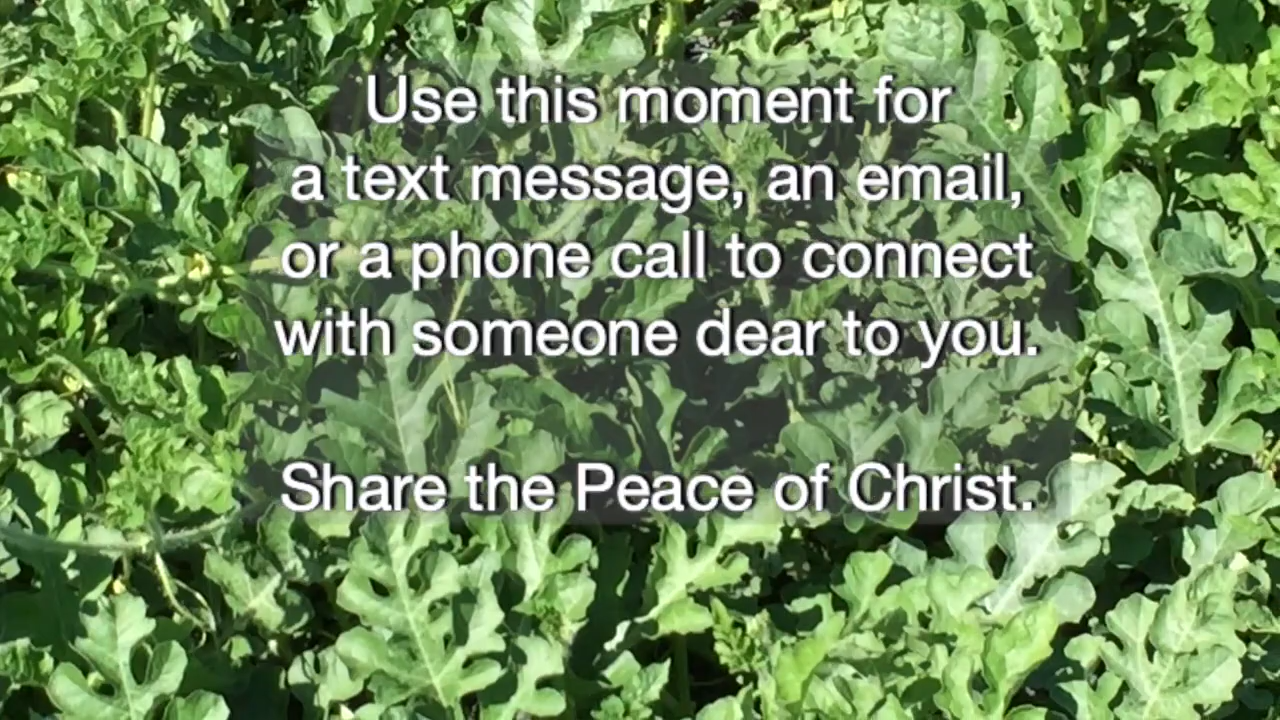 Use this moment for
a text message, an email,
or a phone call to connect
with someone dear to you.
Share the Peace of Christ.